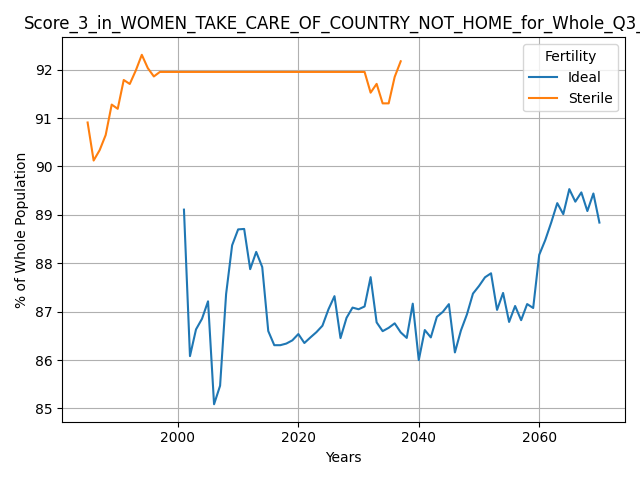 Score_3_in_WOMEN_TAKE_CARE_OF_COUNTRY_NOT_HOME_for_Whole_Q3_
Fertility
Ideal
Sterile
% of Whole Population
92
91
90
89
88
87
86
85
2000
2020
2040
2060
Years